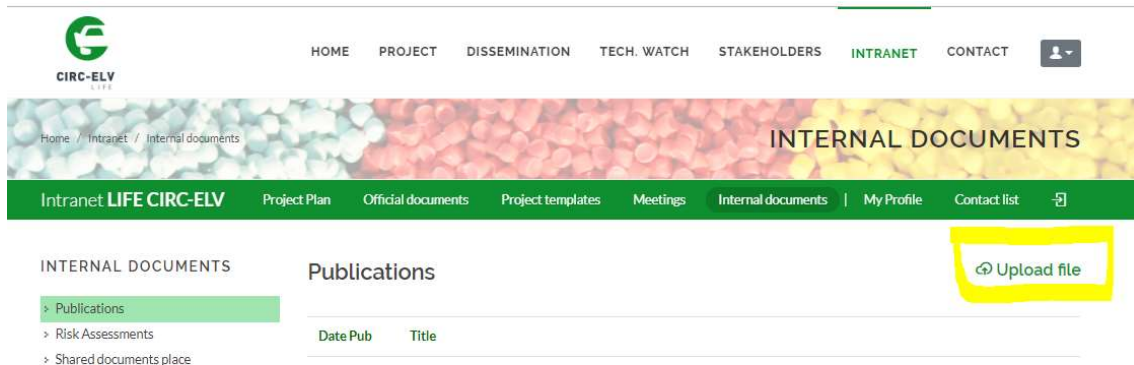 CIRC-ELV
LIFE
HOME PROJECT DISSEMINATION TECH. WATCH STAKEHOLDERS INTRANET CONTACT
Home / Intranet / Internal documents
INTERNAL DOCUMENTS
Intranet LIFE CIRC-ELV Project Plan Official documents Project templates Meetings Internal documents | My Profile Contact list
INTERNAL DOCUMENTS
Publications
Upload file
> Publications
> Risk Assessments
> Shared documents place
Date Pub Title